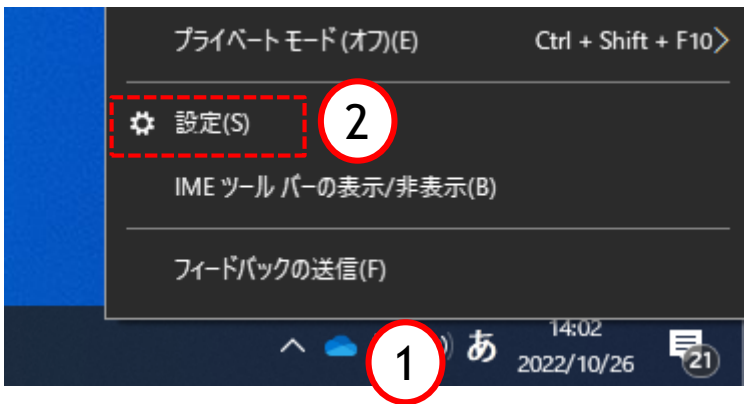 プライベート モード (オフ)(E) Ctrl + Shift + F10
設定(S)
2
IME ツール バーの表示/非表示(B)
フィードバックの送信(F)
1
あ
14:02
2022/10/26
21